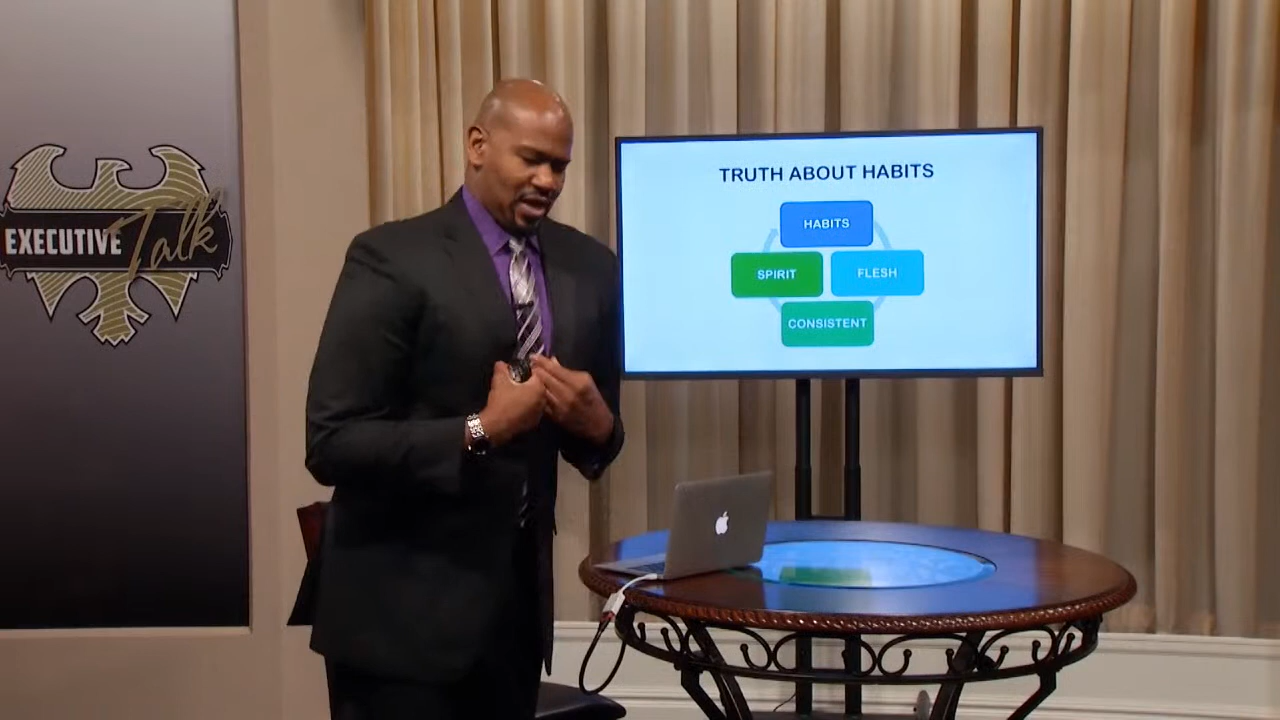 EXECUTIVE Talk
TRUTH ABOUT HABITS
HABITS
SPIRIT FLESH
CONSISTENT